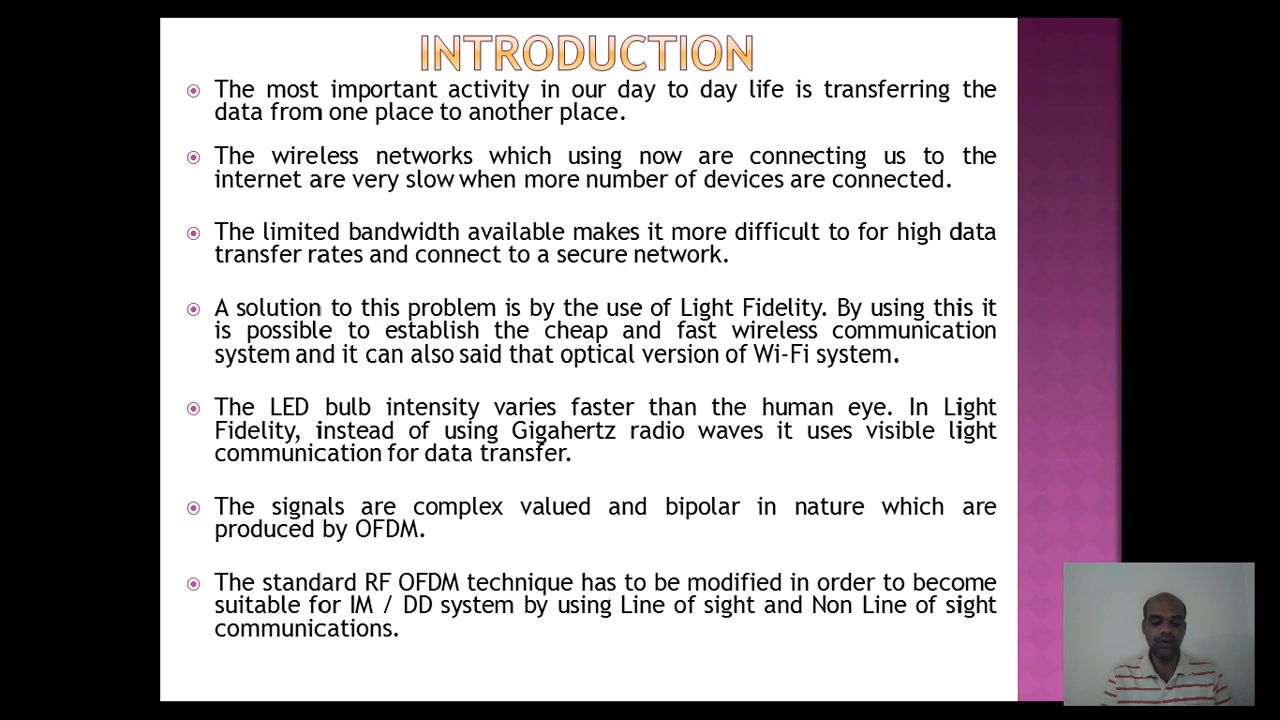 INTRODUCTION
The most important activity in our day to day life is transferring the
data from one place to another place.
The wireless networks which using now are connecting us to the
internet are very slow when more number of devices are connected.
The limited bandwidth available makes it more difficult to for high data
transfer rates and connect to a secure network.
A solution to this problem is by the use of Light Fidelity. By using this it
is possible to establish the cheap and fast wireless communication
system and it can also said that optical version of Wi-Fi system.
The LED bulb intensity varies faster than the human eye. In Light
Fidelity, instead of using Gigahertz radio waves it uses visible light
communication for data transfer.
The signals are complex valued and bipolar in nature which are
produced by OFDM.
The standard RF OFDM technique has to be modified in order to become
suitable for IM / DD system by using Line of sight and Non Line of sight
communications.